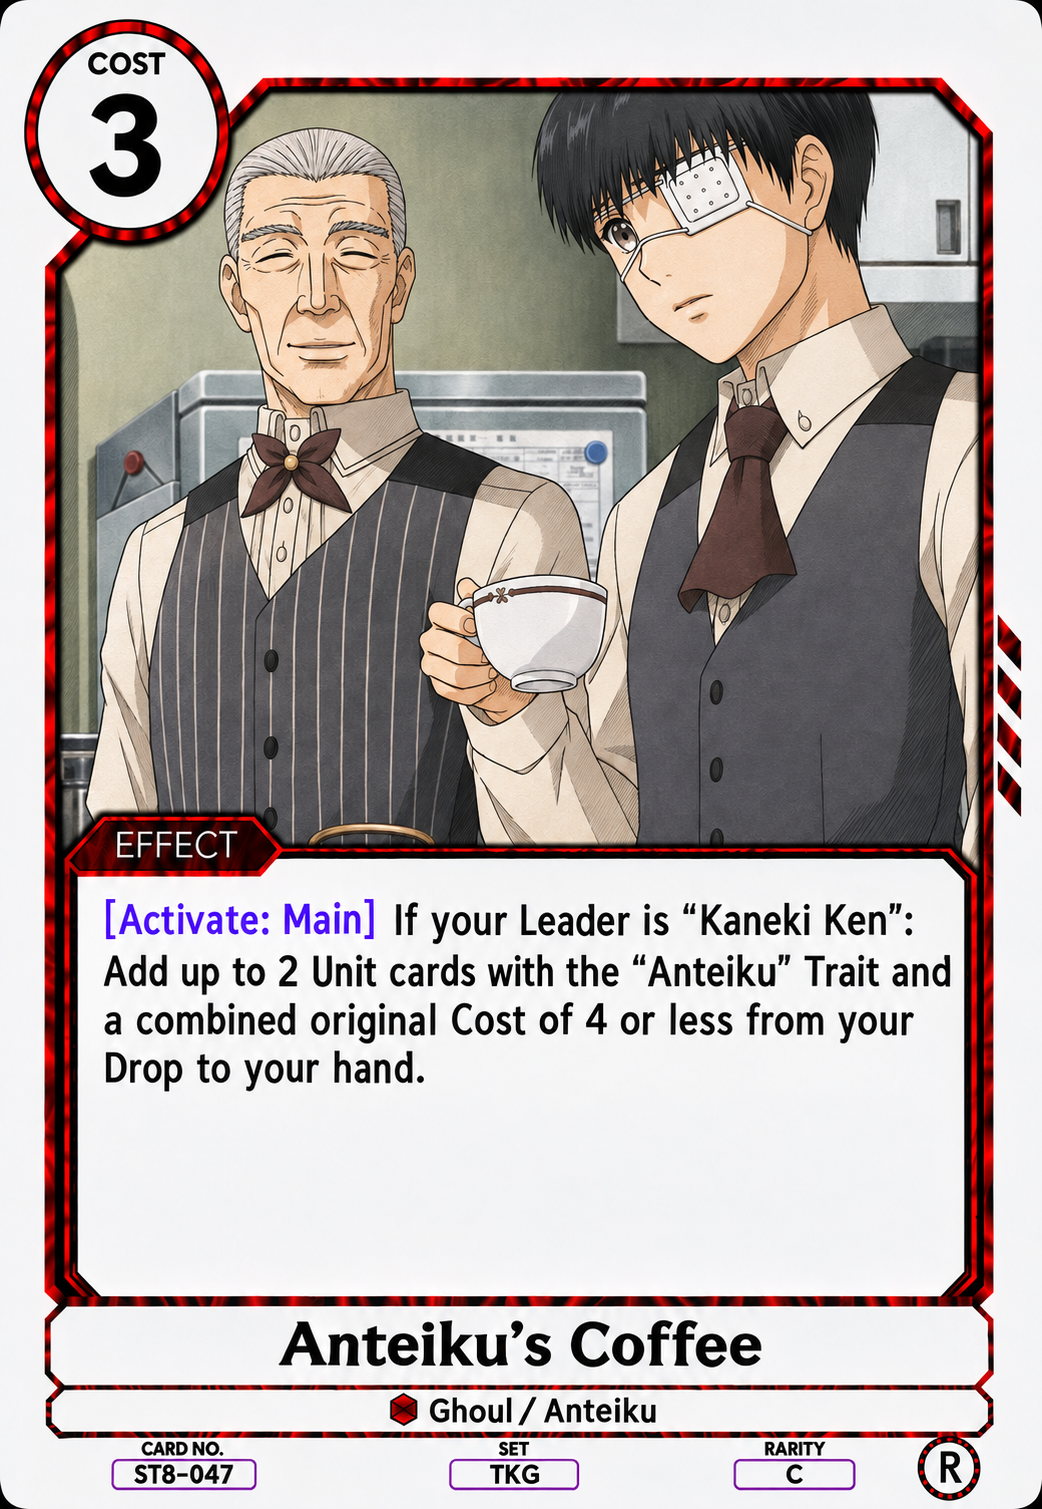 COST
3
EFFECT
[Activate: Main] If your Leader is “Kaneki Ken”:
Add up to 2 Unit cards with the “Anteiku” Trait and
a combined original Cost of 4 or less from your
Drop to your hand.
Anteiku’s Coffee
Ghoul / Anteiku
CARD NO.
ST8-047
SET
TKG
RARITY
C
R